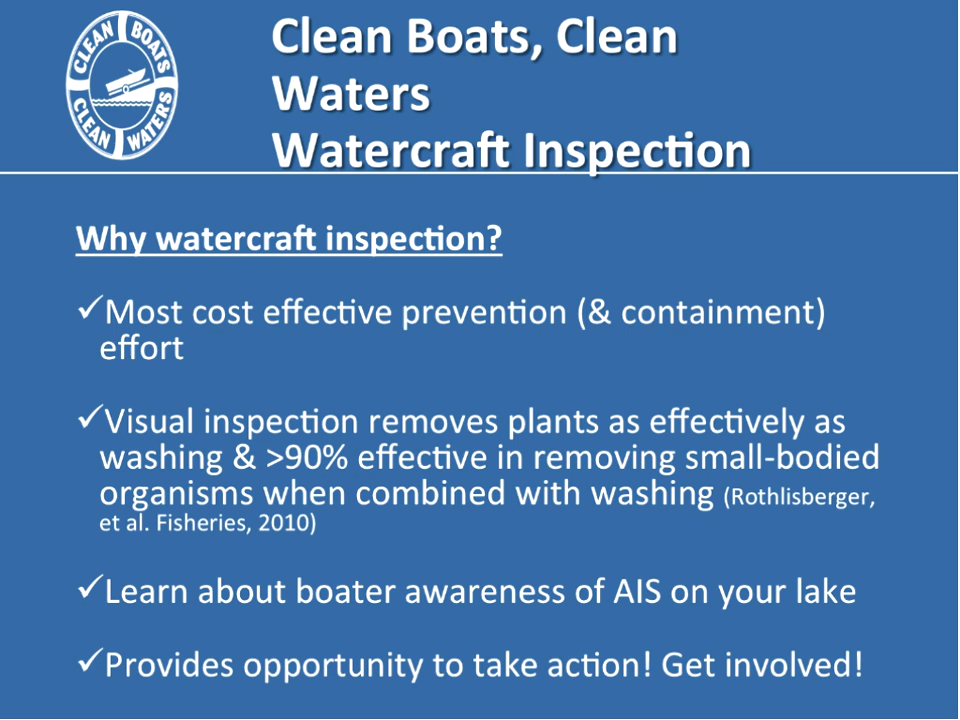 CLEAN BOATS
CLEAN WATERS
Clean Boats, Clean
Waters
Watercraft Inspection
Why watercraft inspection?
✓Most cost effective prevention (& containment)
effort
✓Visual inspection removes plants as effectively as
washing & >90% effective in removing small-bodied
organisms when combined with washing (Rothlisberger,
et al. Fisheries, 2010)
✓Learn about boater awareness of AIS on your lake
✓Provides opportunity to take action! Get involved!